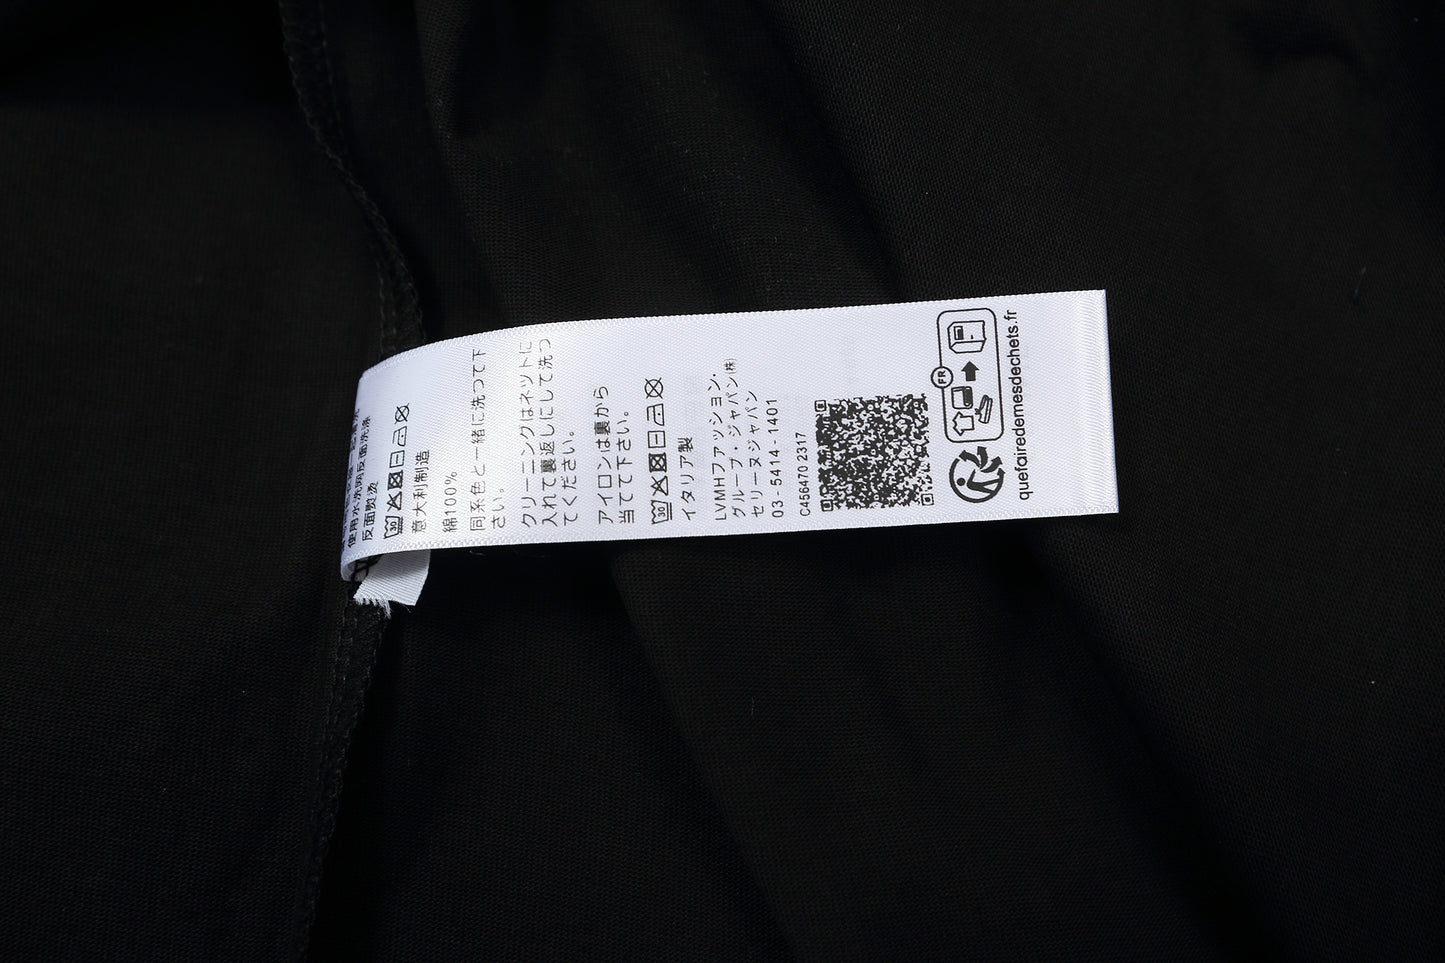 使用水洗网反面洗涤
反面熨烫
30
意大利制造
綿100%
同系色と一緒に洗つて下
さい。
クリーニングはネツトに
入れて裏返しにして洗つ
てください。
アイロンは裏から
当てて下さい。
30
イタリア製
LVMHファッション・
グループ・ジャパン㈱
セリーヌジャパン
03-5414-1401
C456470 2317
FR
quefairedemesdechets.fr